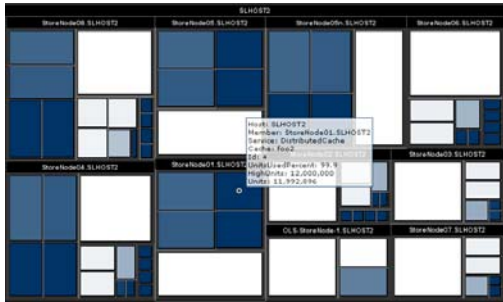 SLHOST2
StoreNode08.SLHOST2
StoreNode05.SLHOST2
StoreNode06.SLHOST2
Host: SLHOST2
Member: StoreNode01.SLHOST2
Service: DistributedCache
Cache: foo2
Id: *
UnitsUsedPercent: 99.9
HighUnits: 12,000,000
Units: 11,992,896
StoreNode04.SLHOST2
StoreNode01.SLHOST2
StoreNode03.SLHOST2
OLS-StoreNode-1.SLHOST2
StoreNode07.SLHOST2